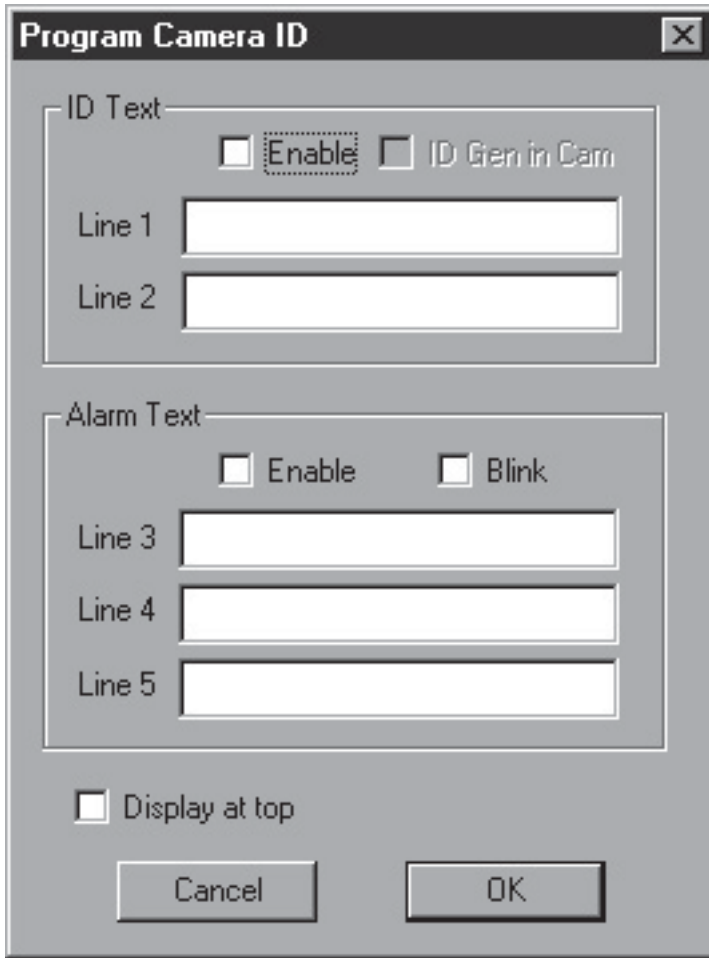 Program Camera ID
ID Text
Enable ID Gen in Cam
Line 1
Line 2
Alarm Text
Enable Blink
Line 3
Line 4
Line 5
Display at top
Cancel OK